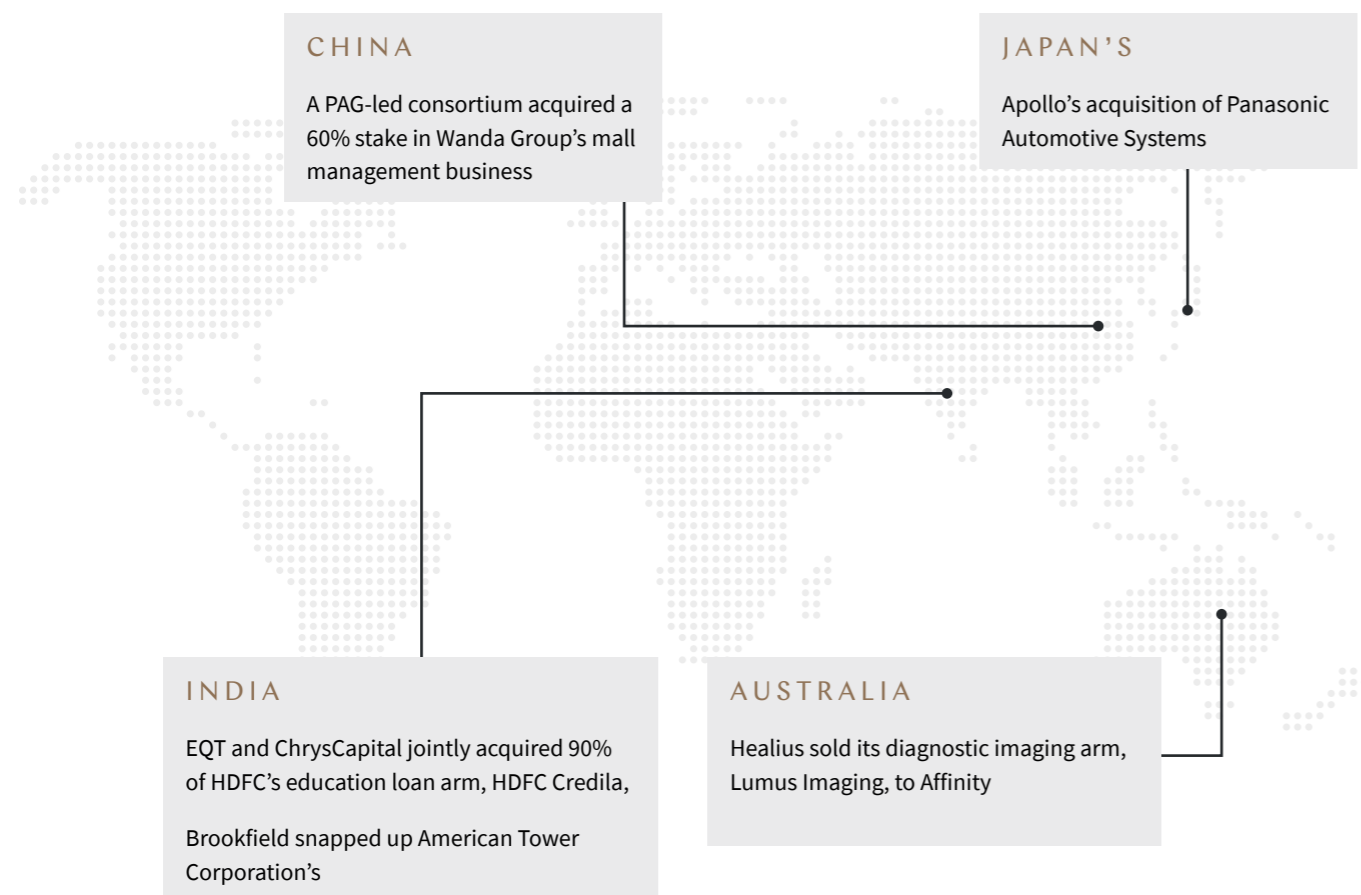 CHINA
A PAG-led consortium acquired a
60% stake in Wanda Group’s mall
management business
JAPAN’S
Apollo’s acquisition of Panasonic
Automotive Systems
INDIA
EQT and ChrysCapital jointly acquired 90%
of HDFC’s education loan arm, HDFC Credila,
Brookfield snapped up American Tower
Corporation’s
AUSTRALIA
Healius sold its diagnostic imaging arm,
Lumus Imaging, to Affinity